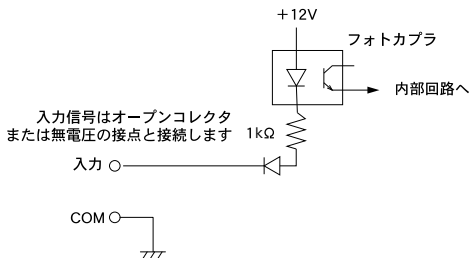 +12V
フォトカプラ
内部回路へ
入力信号はオープンコレクタ
または無電圧の接点と接続します
1kΩ
入力
COM